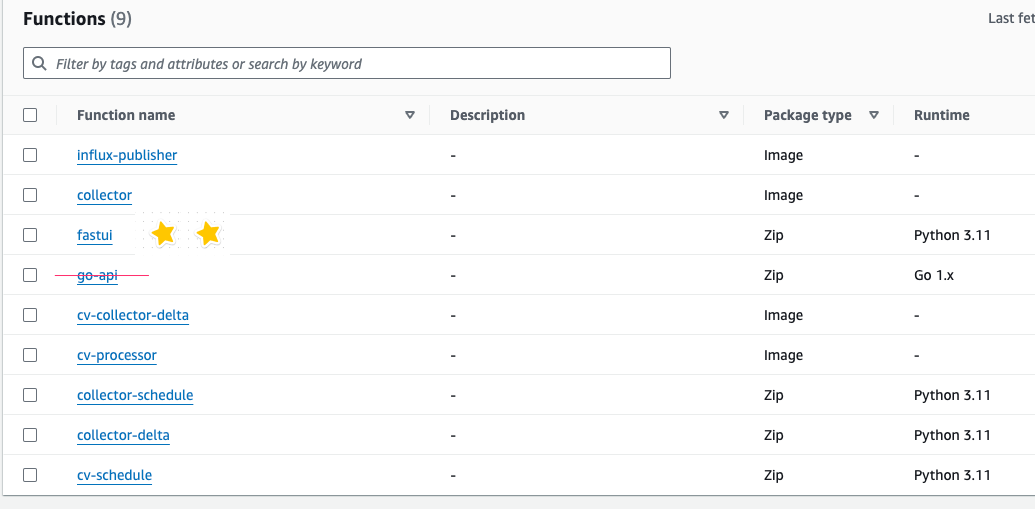 Functions (9)
Last fet
Filter by tags and attributes or search by keyword
Function name Description Package type Runtime
influx-publisher - Image -
collector - Image -
fastui - Zip Python 3.11
go-api - Zip Go 1.x
cv-collector-delta - Image -
cv-processor - Image -
collector-schedule - Zip Python 3.11
collector-delta - Zip Python 3.11
cv-schedule - Zip Python 3.11